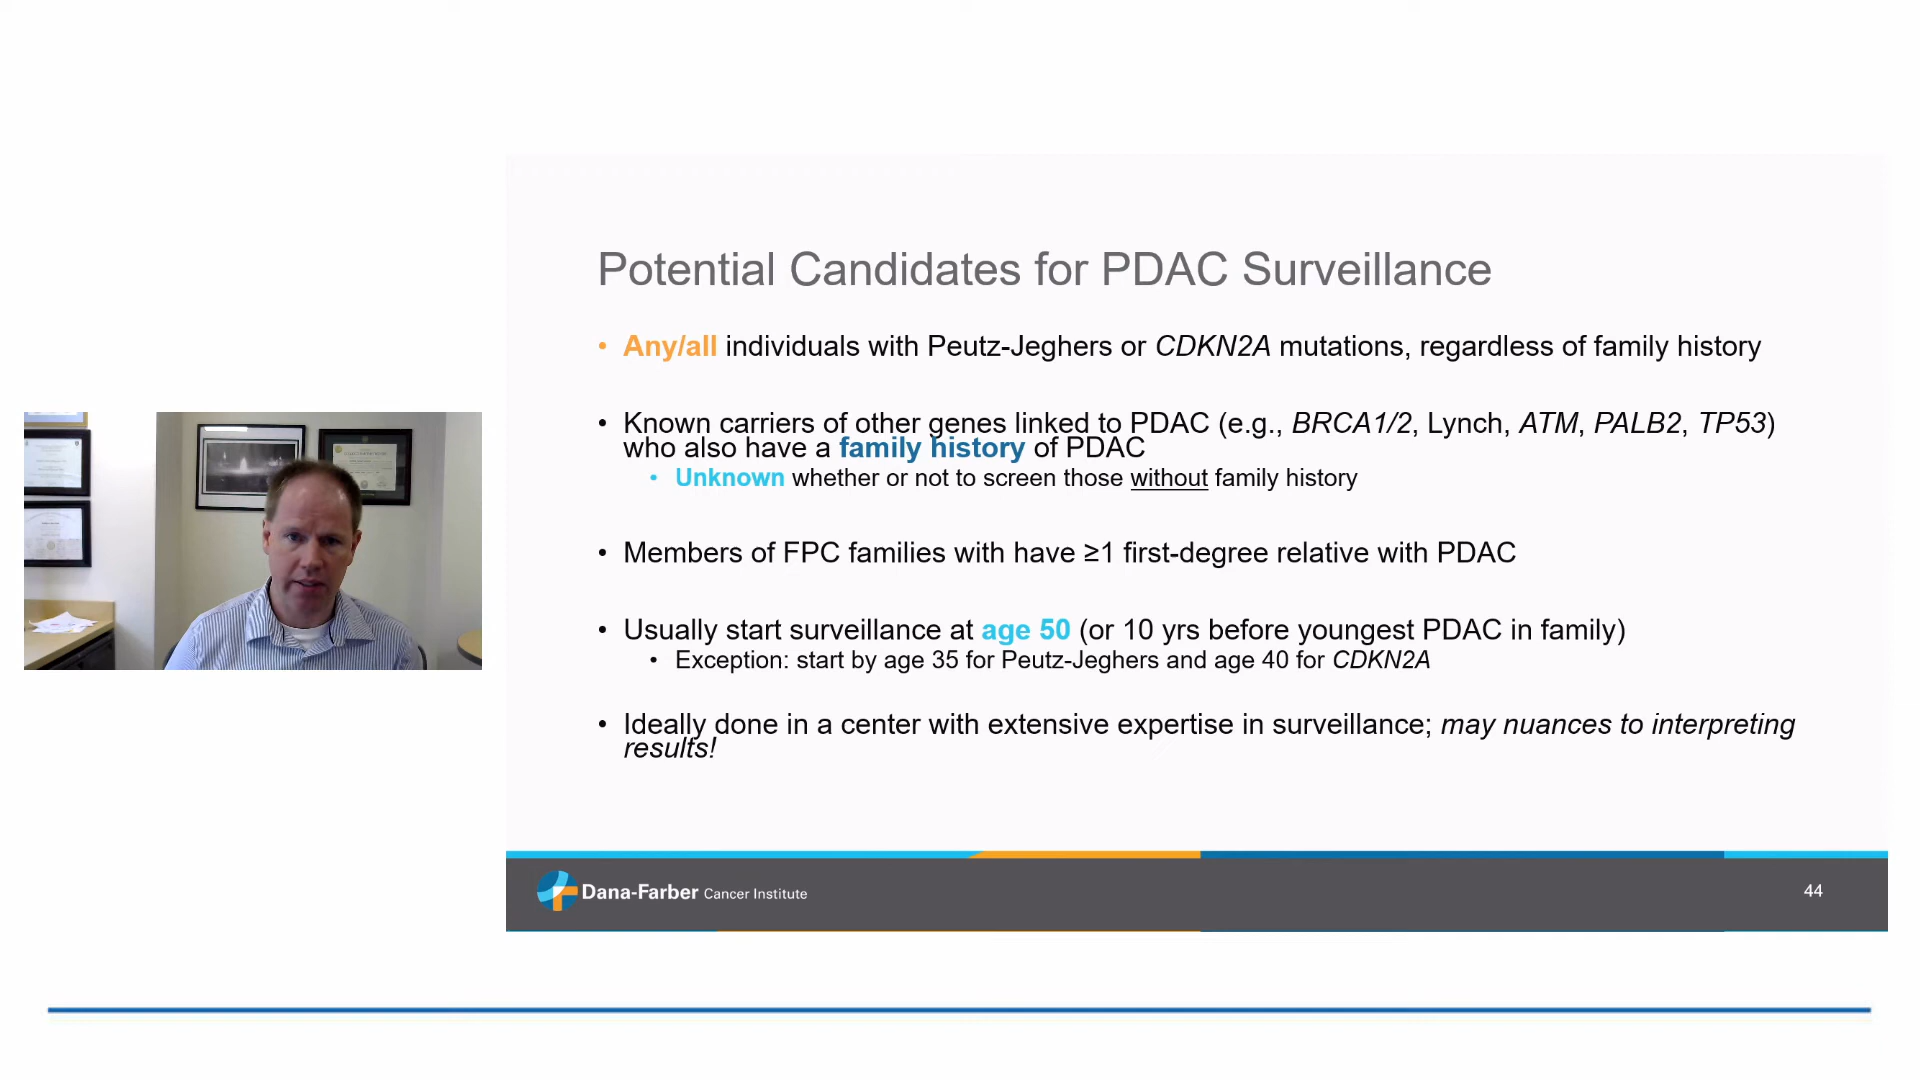 Potential Candidates for PDAC Surveillance
• Any/all individuals with Peutz-Jeghers or CDKN2A mutations, regardless of family history
• Known carriers of other genes linked to PDAC (e.g., BRCA1/2, Lynch, ATM, PALB2, TP53)
who also have a family history of PDAC
• Unknown whether or not to screen those without family history
• Members of FPC families with have ≥1 first-degree relative with PDAC
• Usually start surveillance at age 50 (or 10 yrs before youngest PDAC in family)
• Exception: start by age 35 for Peutz-Jeghers and age 40 for CDKN2A
• Ideally done in a center with extensive expertise in surveillance; may nuances to interpreting
results!
Dana-Farber Cancer Institute
44